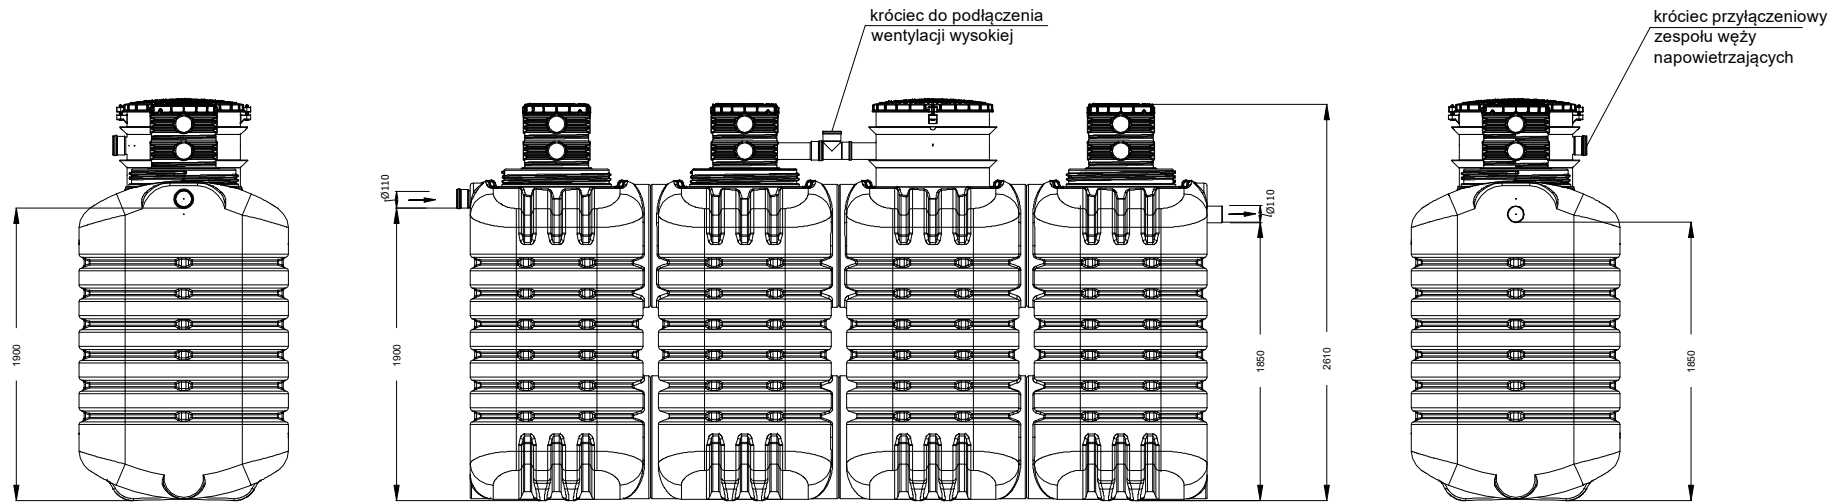 króciec do podłączenia
wentylacji wysokiej
króciec przyłączeniowy
zespołu węży
napowietrzających
Ø110
Ø110
1900
1900
1850
2610
1850